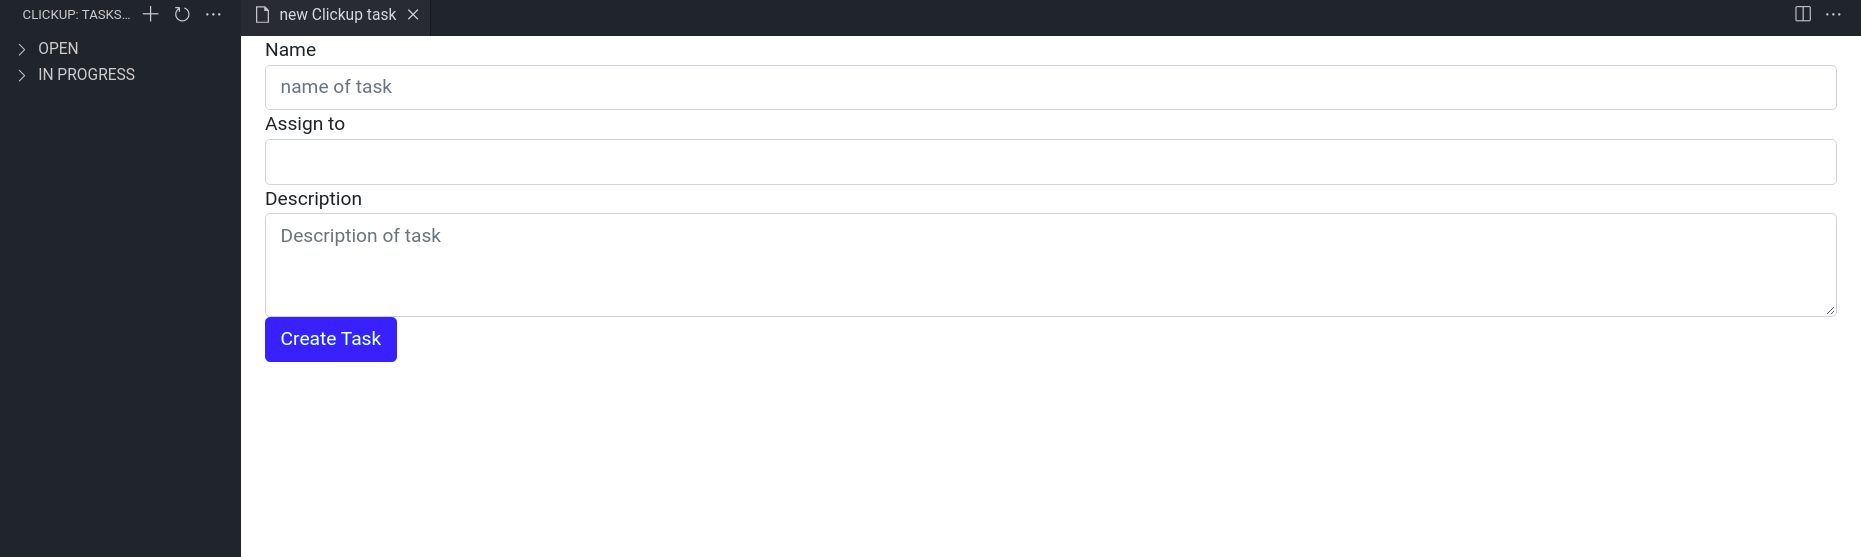 CLICKUP: TASKS...
OPEN
IN PROGRESS
new Clickup task
Name
name of task
Assign to
Description
Description of task
Create Task